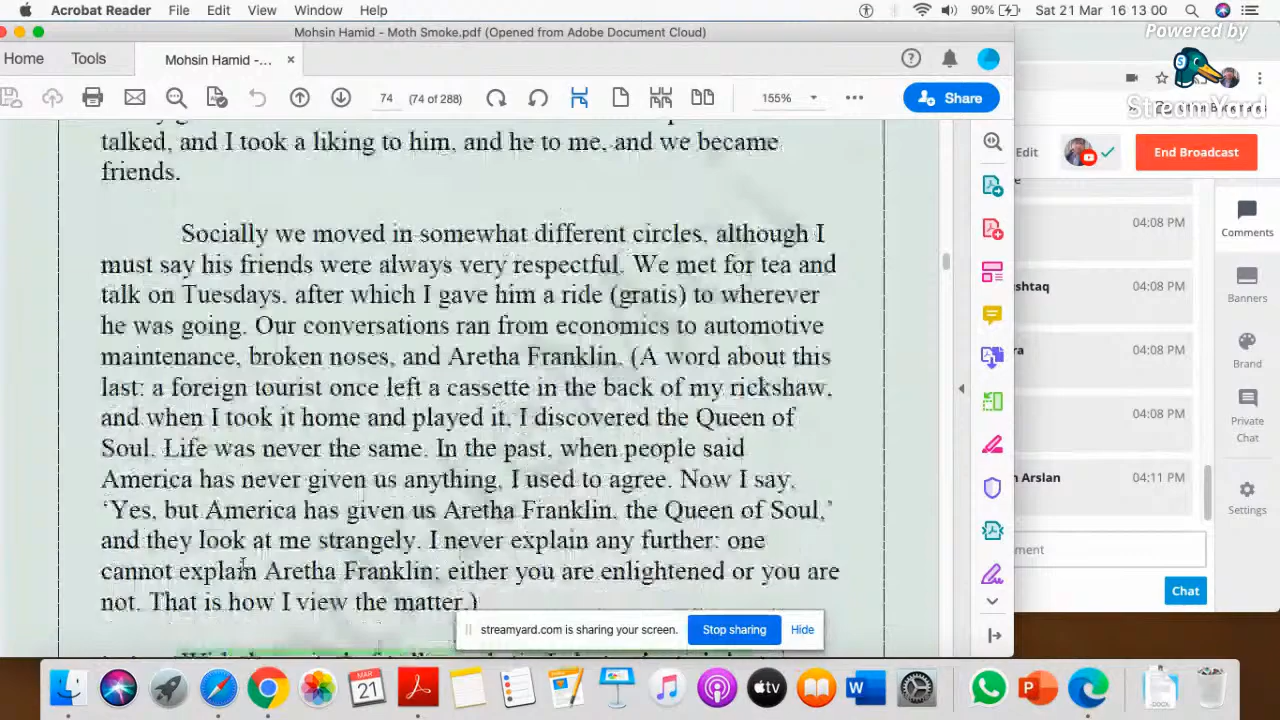 Acrobat Reader File Edit View Window Help
90% Sat 21 Mar 16 13 00
Mohsin Hamid - Moth Smoke.pdf (Opened from Adobe Document Cloud)
Powered by
StreamYard
Home Tools Mohsin Hamid -... ×
74 (74 of 288) 155% Share
talked, and I took a liking to him, and he to me, and we became
friends.
Socially we moved in somewhat different circles, although I
must say his friends were always very respectful. We met for tea and
talk on Tuesdays, after which I gave him a ride (gratis) to wherever
he was going. Our conversations ran from economics to automotive
maintenance, broken noses, and Aretha Franklin. (A word about this
last: a foreign tourist once left a cassette in the back of my rickshaw,
and when I took it home and played it, I discovered the Queen of
Soul. Life was never the same. In the past, when people said
America has never given us anything, I used to agree. Now I say,
‘Yes, but America has given us Aretha Franklin, the Queen of Soul,’
and they look at me strangely. I never explain any further: one
cannot explain Aretha Franklin; either you are enlightened or you are
not. That is how I view the matter.)
streamyard.com is sharing your screen. Stop sharing Hide
Other Bookmarks
Edit End Broadcast
04:08 PM
Comments
04:08 PM
Banners
04:08 PM
Brand
04:08 PM
Private
Chat
Arslan 04:11 PM
Settings
Chat
MAR
21
tv